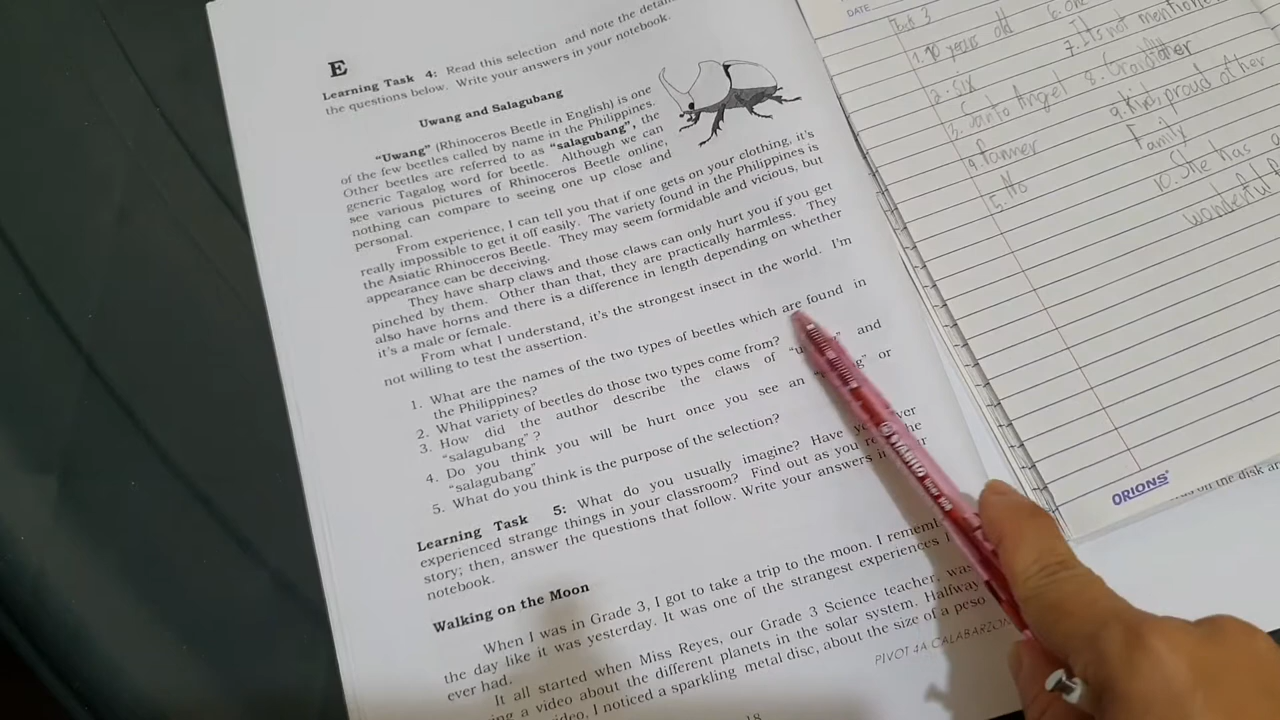 E
Learning Task 4: Read this selection and note the
the questions below. Write your answers in your notebook.
Uwang and Salagubang
"Uwang" (Rhinoceros Beetle in English) is one
of the few beetles called by name in the Philippines.
Other beetles are referred to as "salagubang", the
generic Tagalog word for beetle. Although we can
see various pictures of Rhinoceros Beetle online,
nothing can compare to seeing one up close and
personal.
From experience, I can tell you that if one gets on your clothing, it's
really impossible to get it off easily. The variety found in the Philippines is
the Asiatic Rhinoceros Beetle. They may seem formidable and vicious, but
appearance can be deceiving.
They have sharp claws and those claws can only hurt you if you get
pinched by them. Other than that, they are practically harmless. They
also have horns and there is a difference in length depending on whether
it's a male or female.
From what I understand, it's the strongest insect in the world. I'm
not willing to test the assertion.
1. What are the names of the two types of beetles which are found in
the Philippines?
2. What variety of beetles do those two types come from?
3. How did the author describe the claws of and
"salagubang"?
4. Do you think you will be hurt once you see an or
"salagubang"
5. What do you think is the purpose of the selection?
Learning Task 5: What do you usually imagine? Have
experienced strange things in your classroom? Find out as you
story; then, answer the questions that follow. Write your answers
notebook.
Walking on the Moon
When I was in Grade 3, I got to take a trip to the moon. I
the day like it was yesterday. It was one of the strangest experiences I
ever had.
It all started when Miss Reyes, our Grade 3 Science teacher,
a video about the different planets in the solar system. Halfway
I noticed a sparkling metal disc, about the size of a peso
PIVOT 4A CALABARZON
18
DATE
1. 10 years old
2. six
3. Santo Angel
4. Farmer
5. No
6. One
7. Its not mentione
8. Grandfather
9. Kind, proud of her
Family
10. She has a
wonderful
ORIONS
on the disk